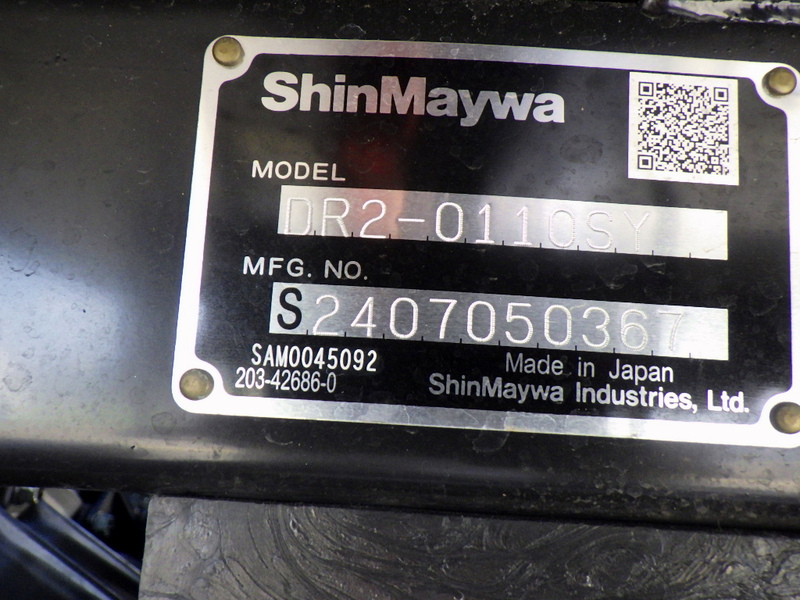 ShinMaywa
MODEL
DR2-0110SY
MFG. NO.
S2407050367
SAM0045092
203-42686-0
Made in Japan
ShinMaywa Industries, Ltd.